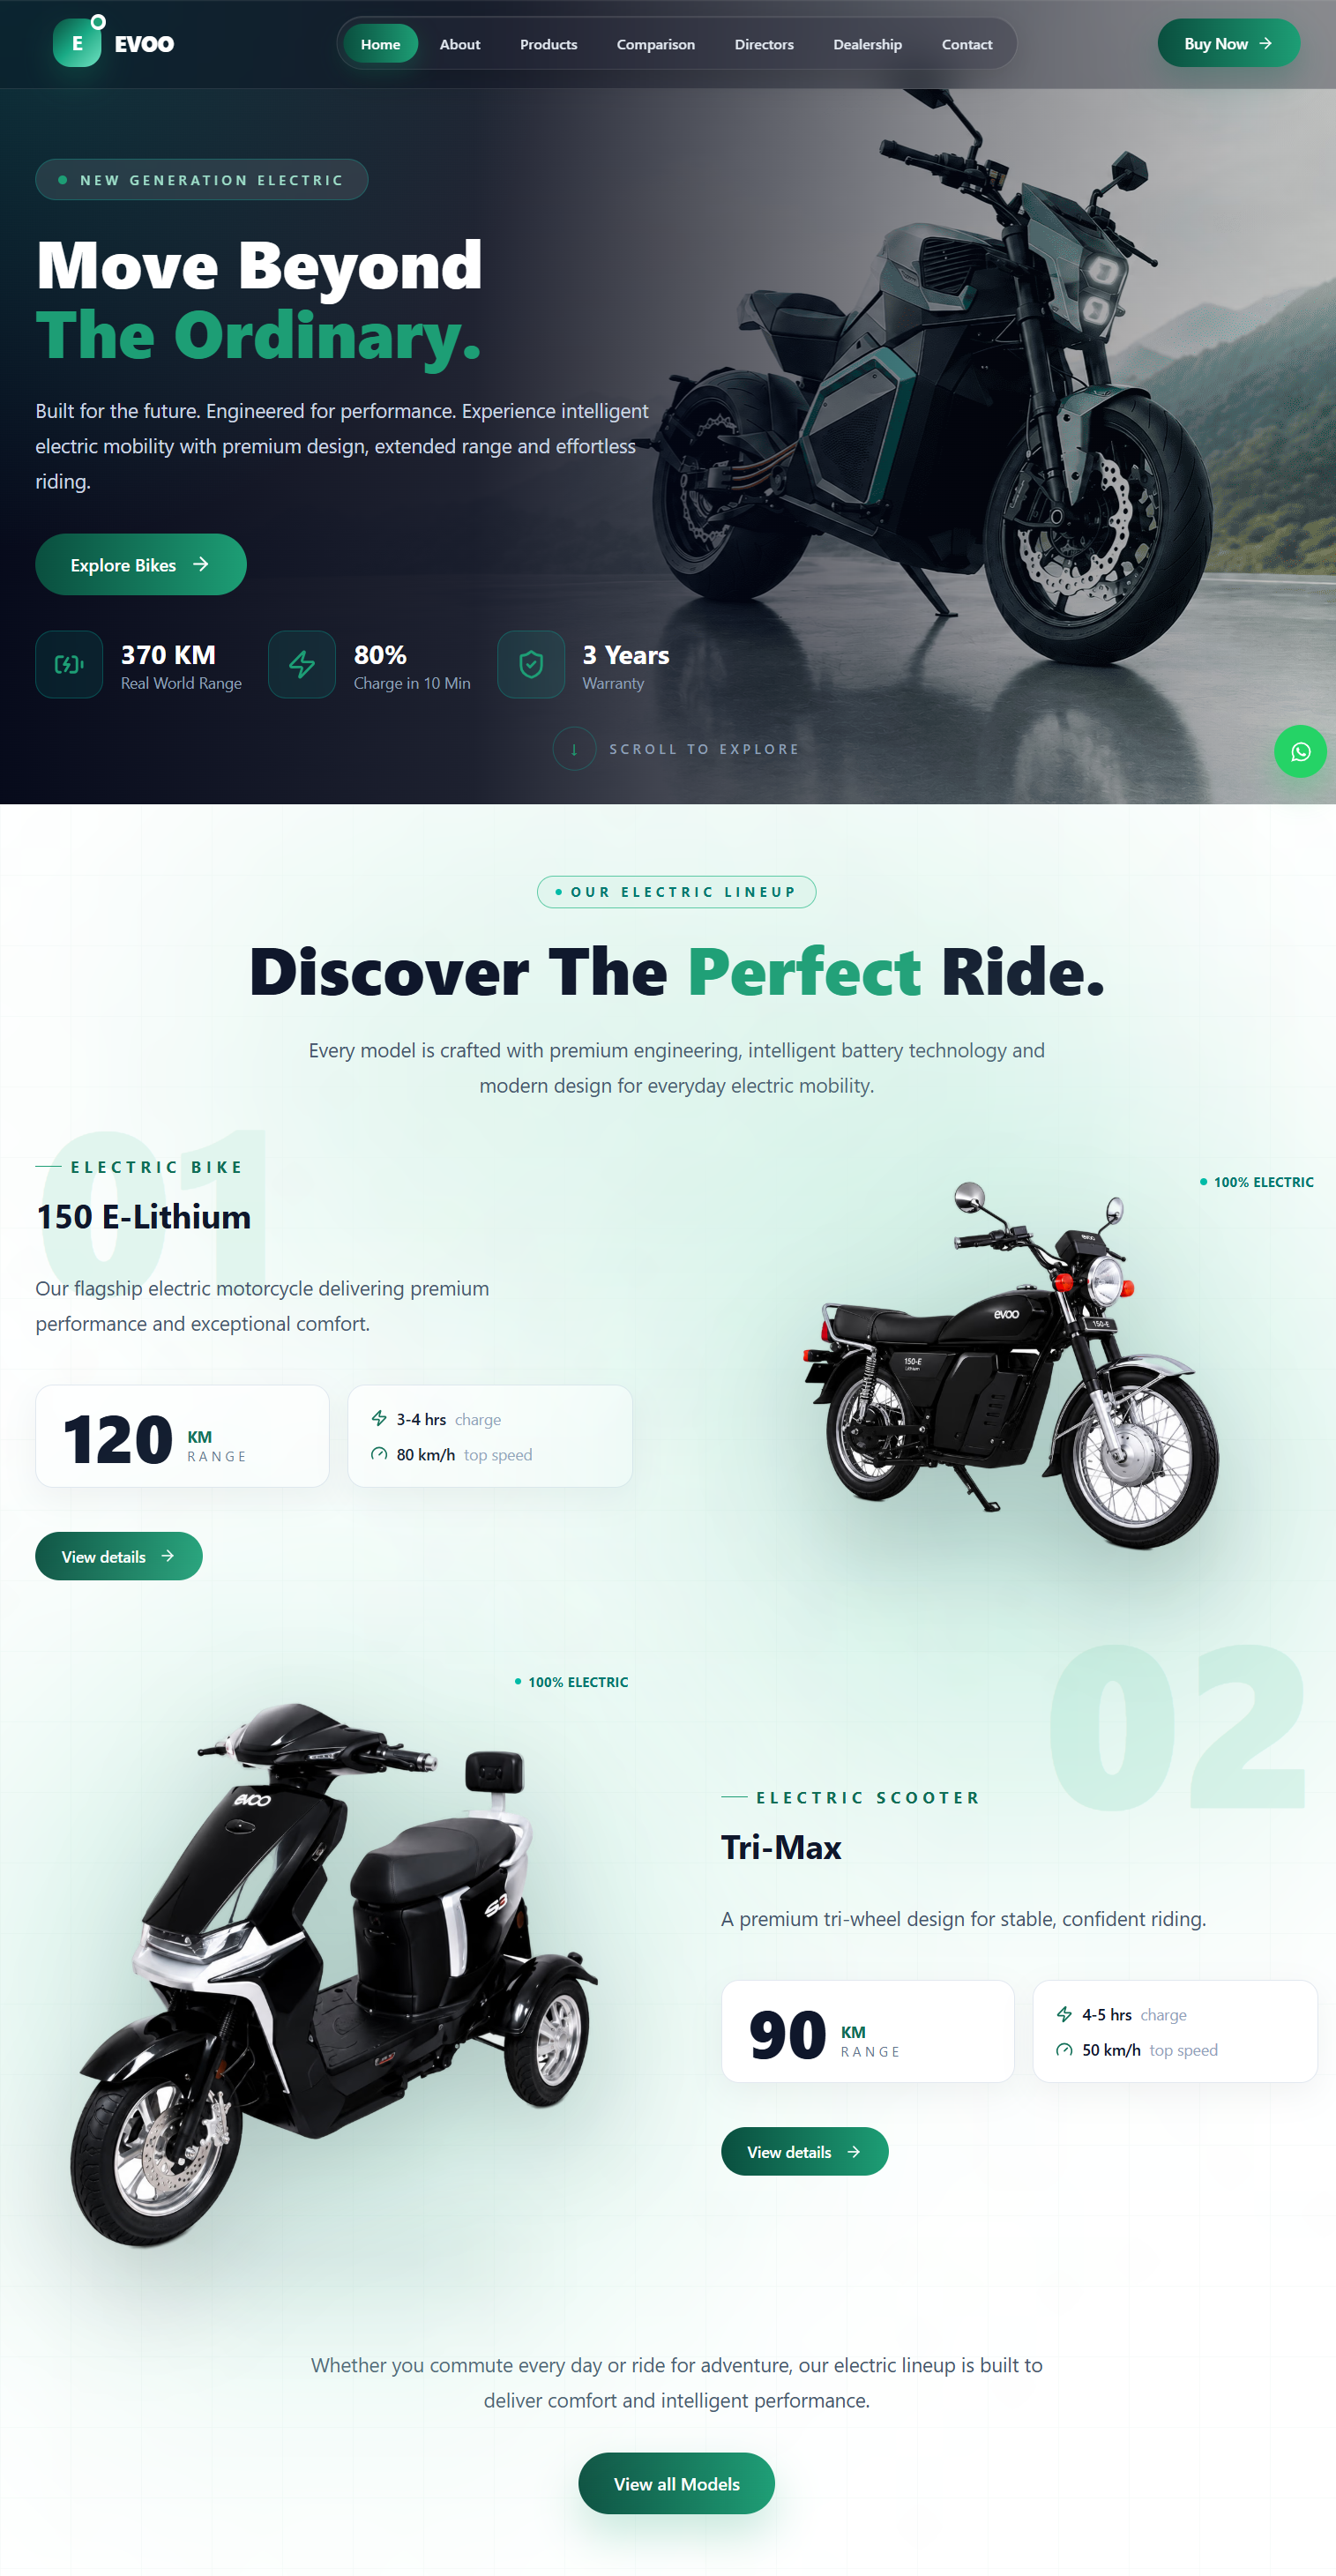 E EVOO
Home About Products Comparison Directors Dealership Contact
Buy Now
NEW GENERATION ELECTRIC
Move Beyond
The Ordinary.
Built for the future. Engineered for performance. Experience intelligent
electric mobility with premium design, extended range and effortless
riding.
Explore Bikes
370 KM
Real World Range
80%
Charge in 10 Min
3 Years
Warranty
SCROLL TO EXPLORE
OUR ELECTRIC LINEUP
Discover The Perfect Ride.
Every model is crafted with premium engineering, intelligent battery technology and
modern design for everyday electric mobility.
01
ELECTRIC BIKE
150 E-Lithium
Our flagship electric motorcycle delivering premium
performance and exceptional comfort.
120 KM
RANGE
3-4 hrs charge
80 km/h top speed
View details
100% ELECTRIC
evoo
evoo
150-E
150-E
Lithium
100% ELECTRIC
evoo
S3
02
ELECTRIC SCOOTER
Tri-Max
A premium tri-wheel design for stable, confident riding.
90 KM
RANGE
4-5 hrs charge
50 km/h top speed
View details
Whether you commute every day or ride for adventure, our electric lineup is built to
deliver comfort and intelligent performance.
View all Models